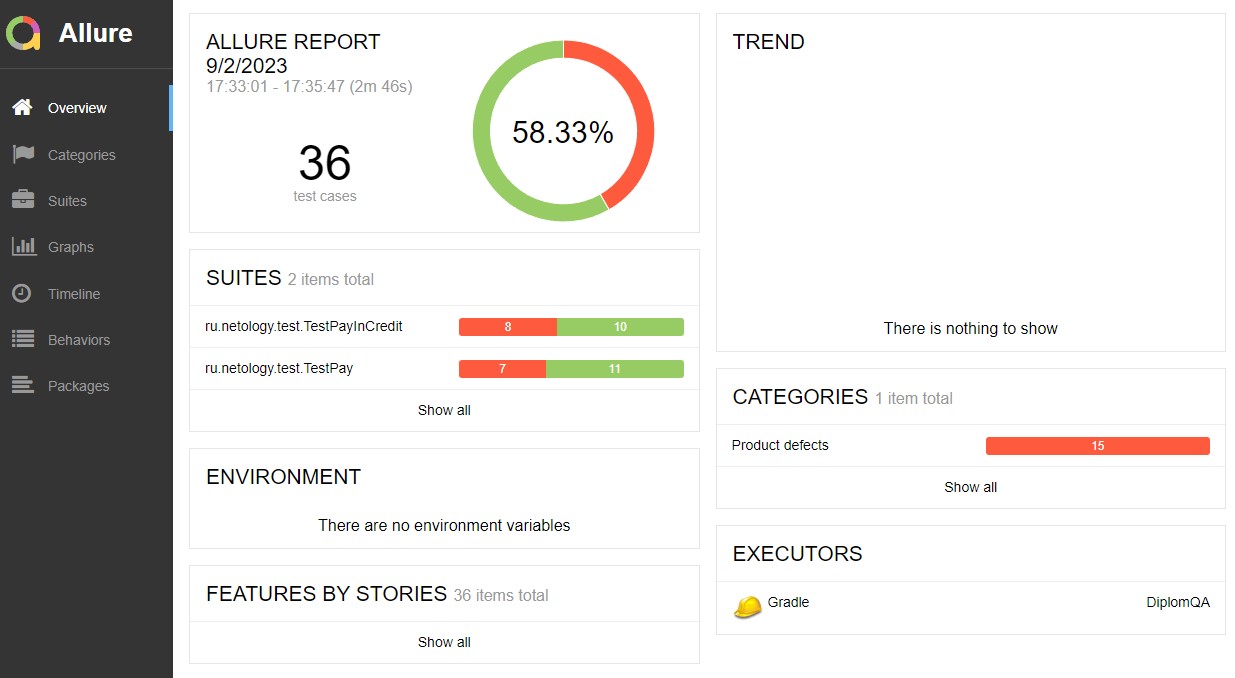 Allure
Overview
Categories
Suites
Graphs
Timeline
Behaviors
Packages
ALLURE REPORT
9/2/2023
17:33:01 - 17:35:47 (2m 46s)
36
test cases
58.33%
SUITES 2 items total
ru.netology.test.TestPayInCredit 8 10
ru.netology.test.TestPay 7 11
Show all
ENVIRONMENT
There are no environment variables
FEATURES BY STORIES 36 items total
Show all
TREND
There is nothing to show
CATEGORIES 1 item total
Product defects 15
Show all
EXECUTORS
Gradle DiplomQA